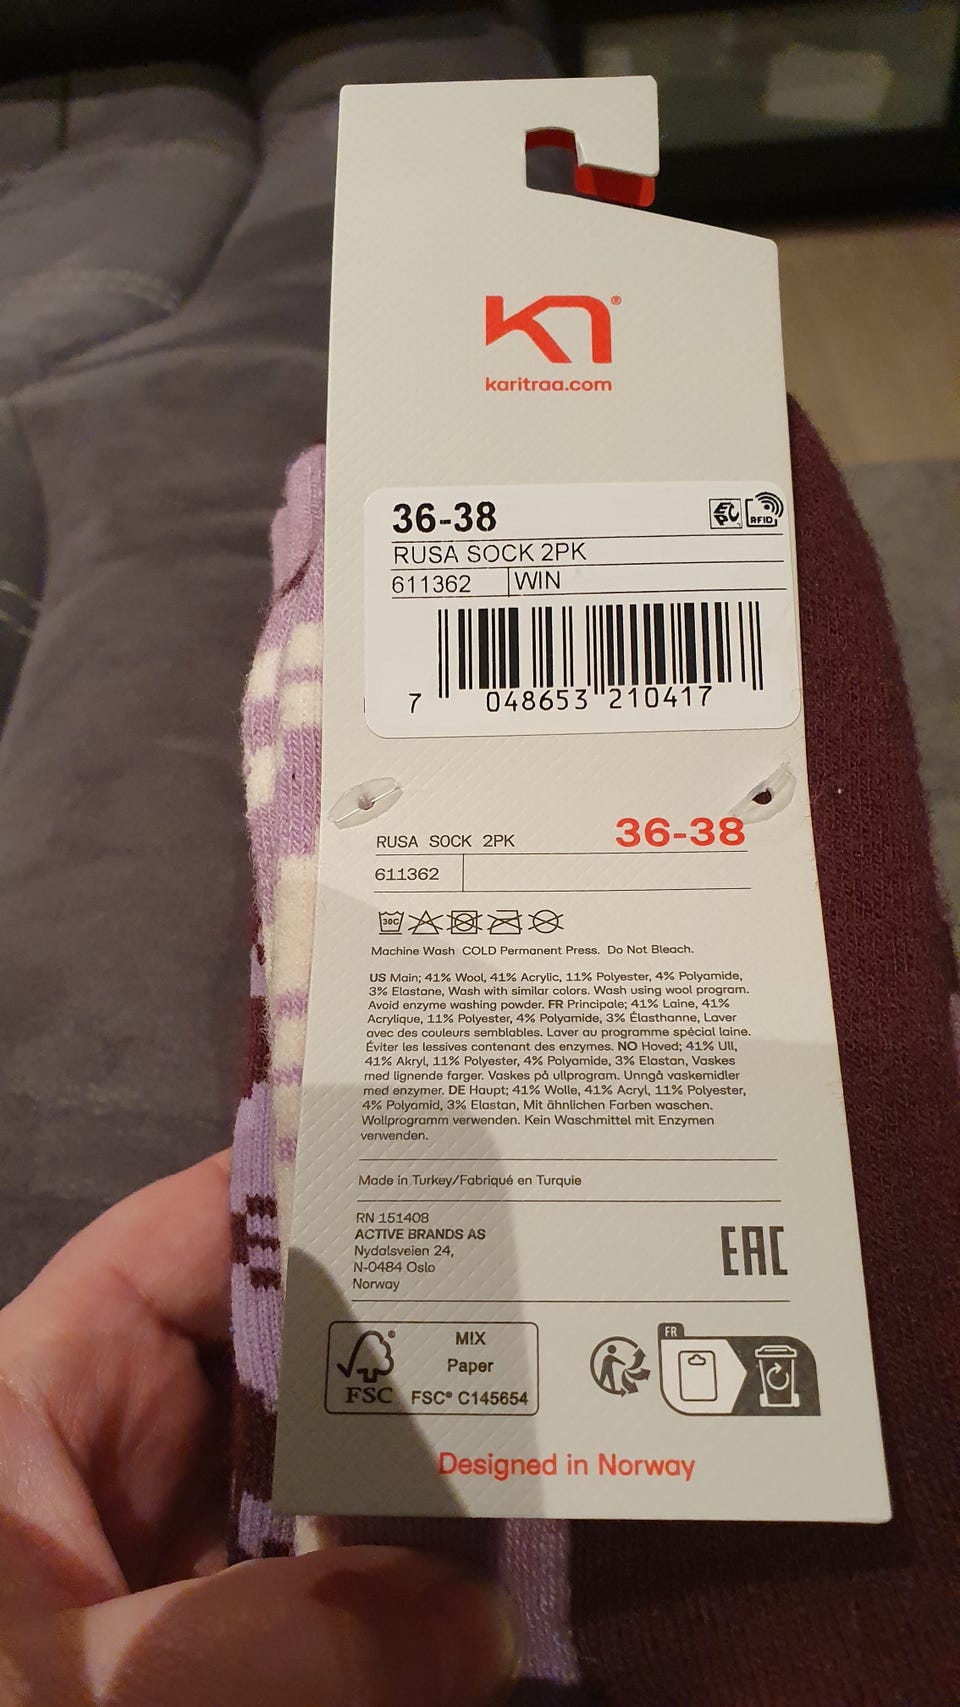 karitraa.com
36-38
RFID
RUSA SOCK 2PK
611362 WIN
7 048653 210417
RUSA SOCK 2PK 36-38
611362
30C
Machine Wash COLD Permanent Press. Do Not Bleach.
US Main; 41% Wool, 41% Acrylic, 11% Polyester, 4% Polyamide,
3% Elastane, Wash with similar colors. Wash using wool program.
Avoid enzyme washing powder. FR Principale; 41% Laine, 41%
Acrylique, 11% Polyester, 4% Polyamide, 3% Élasthanne, Laver
avec des couleurs semblables. Laver au programme spécial laine.
Éviter les lessives contenant des enzymes. NO Hoved; 41% Ull,
41% Akryl, 11% Polyester, 4% Polyamide, 3% Elastan, Vaskes
med lignende farger. Vaskes på ullprogram. Unngå vaskemidler
med enzymer. DE Haupt; 41% Wolle, 41% Acryl, 11% Polyester,
4% Polyamid, 3% Elastan, Mit ähnlichen Farben waschen.
Wollprogramm verwenden. Kein Waschmittel mit Enzymen
verwenden.
Made in Turkey/Fabriqué en Turquie
RN 151408
ACTIVE BRANDS AS
Nydalsveien 24,
N-0484 Oslo
Norway
EAC
FSC®
MIX
Paper
FSC® C145654
FR
Designed in Norway